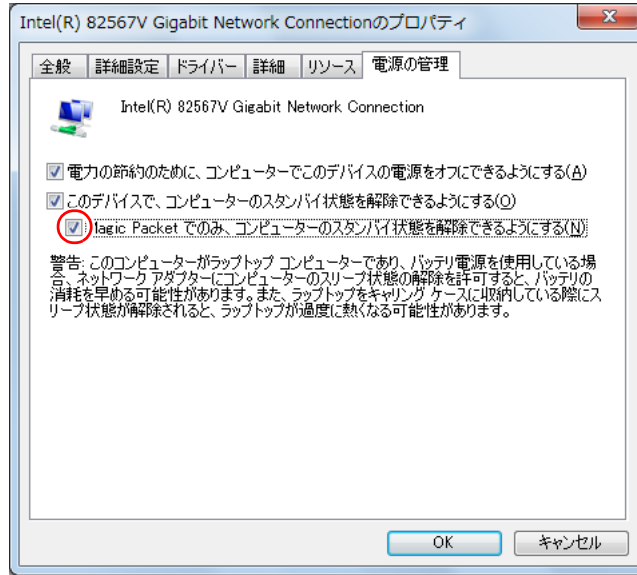 Intel(R) 82567V Gigabit Network Connectionのプロパティ
全般 詳細設定 ドライバー 詳細 リソース 電源の管理
Intel(R) 82567V Gigabit Network Connection
電力の節約のために、コンピューターでこのデバイスの電源をオフにできるようにする(A)
このデバイスで、コンピューターのスタンバイ状態を解除できるようにする(O)
Magic Packet でのみ、コンピューターのスタンバイ状態を解除できるようにする(N)
警告: このコンピューターがラップトップ コンピューターであり、バッテリ電源を使用している場
合、ネットワーク アダプターにコンピューターのスリープ状態の解除を許可すると、バッテリの
消耗を早める可能性があります。また、ラップトップをキャリング ケースに収納している際にス
リープ状態が解除されると、ラップトップが過度に熱くなる可能性があります。
OK キャンセル